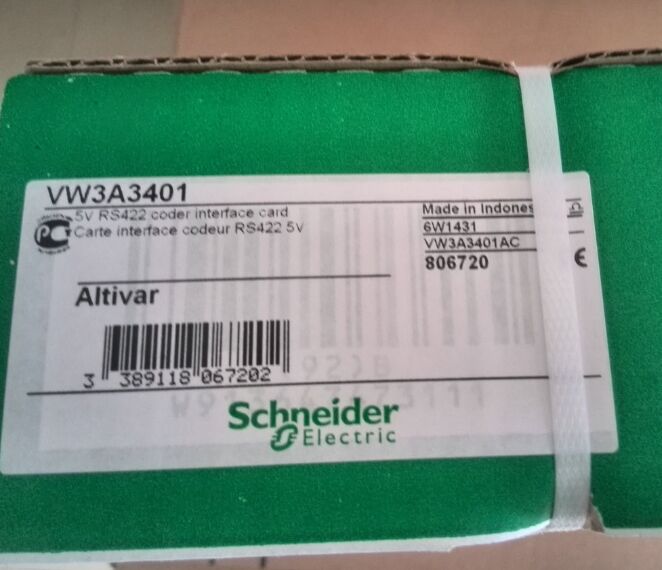 VW3A3401
5V RS422 coder interface card
Carte interface codeur RS422 5V
Made in Indones
6W1431
VW3A3401AC
806720
Altivar
3 389118 067202
Schneider
Electric